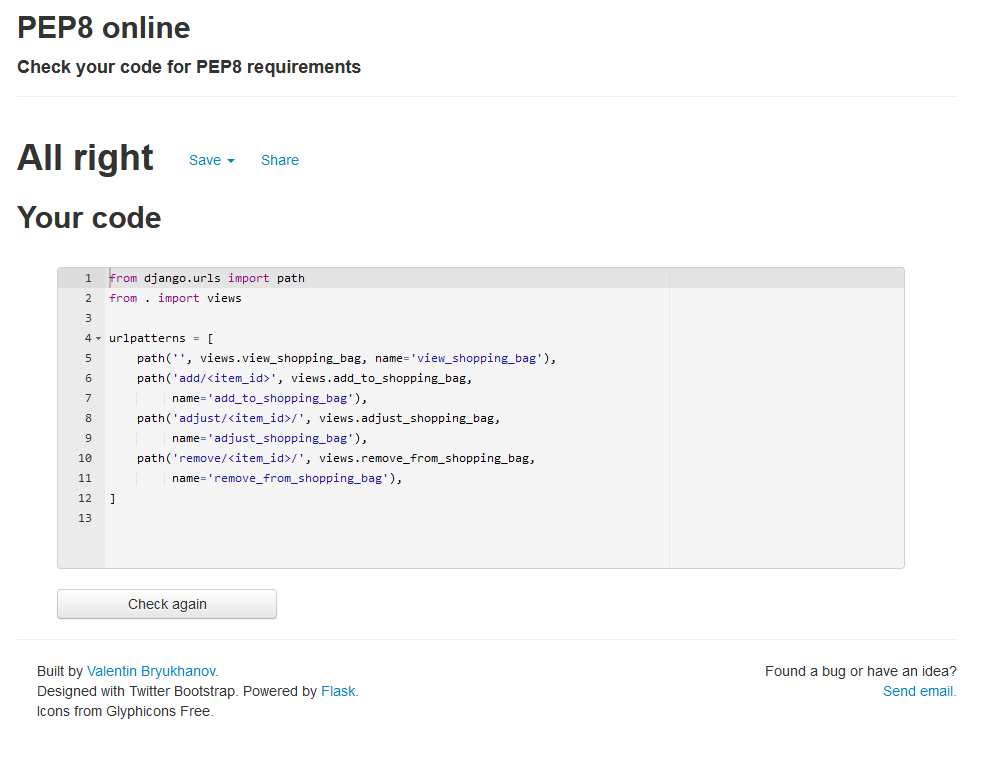 PEP8 online
Check your code for PEP8 requirements
All right Save Share
Your code
1 from django.urls import path
2 from . import views
3
4 urlpatterns = [
5     path('', views.view_shopping_bag, name='view_shopping_bag'),
6     path('add/<item_id>', views.add_to_shopping_bag,
7          name='add_to_shopping_bag'),
8     path('adjust/<item_id>/', views.adjust_shopping_bag,
9          name='adjust_shopping_bag'),
10     path('remove/<item_id>/', views.remove_from_shopping_bag,
11          name='remove_from_shopping_bag'),
12 ]
13
Check again
Built by Valentin Bryukhanov.
Designed with Twitter Bootstrap. Powered by Flask.
Icons from Glyphicons Free.
Found a bug or have an idea?
Send email.